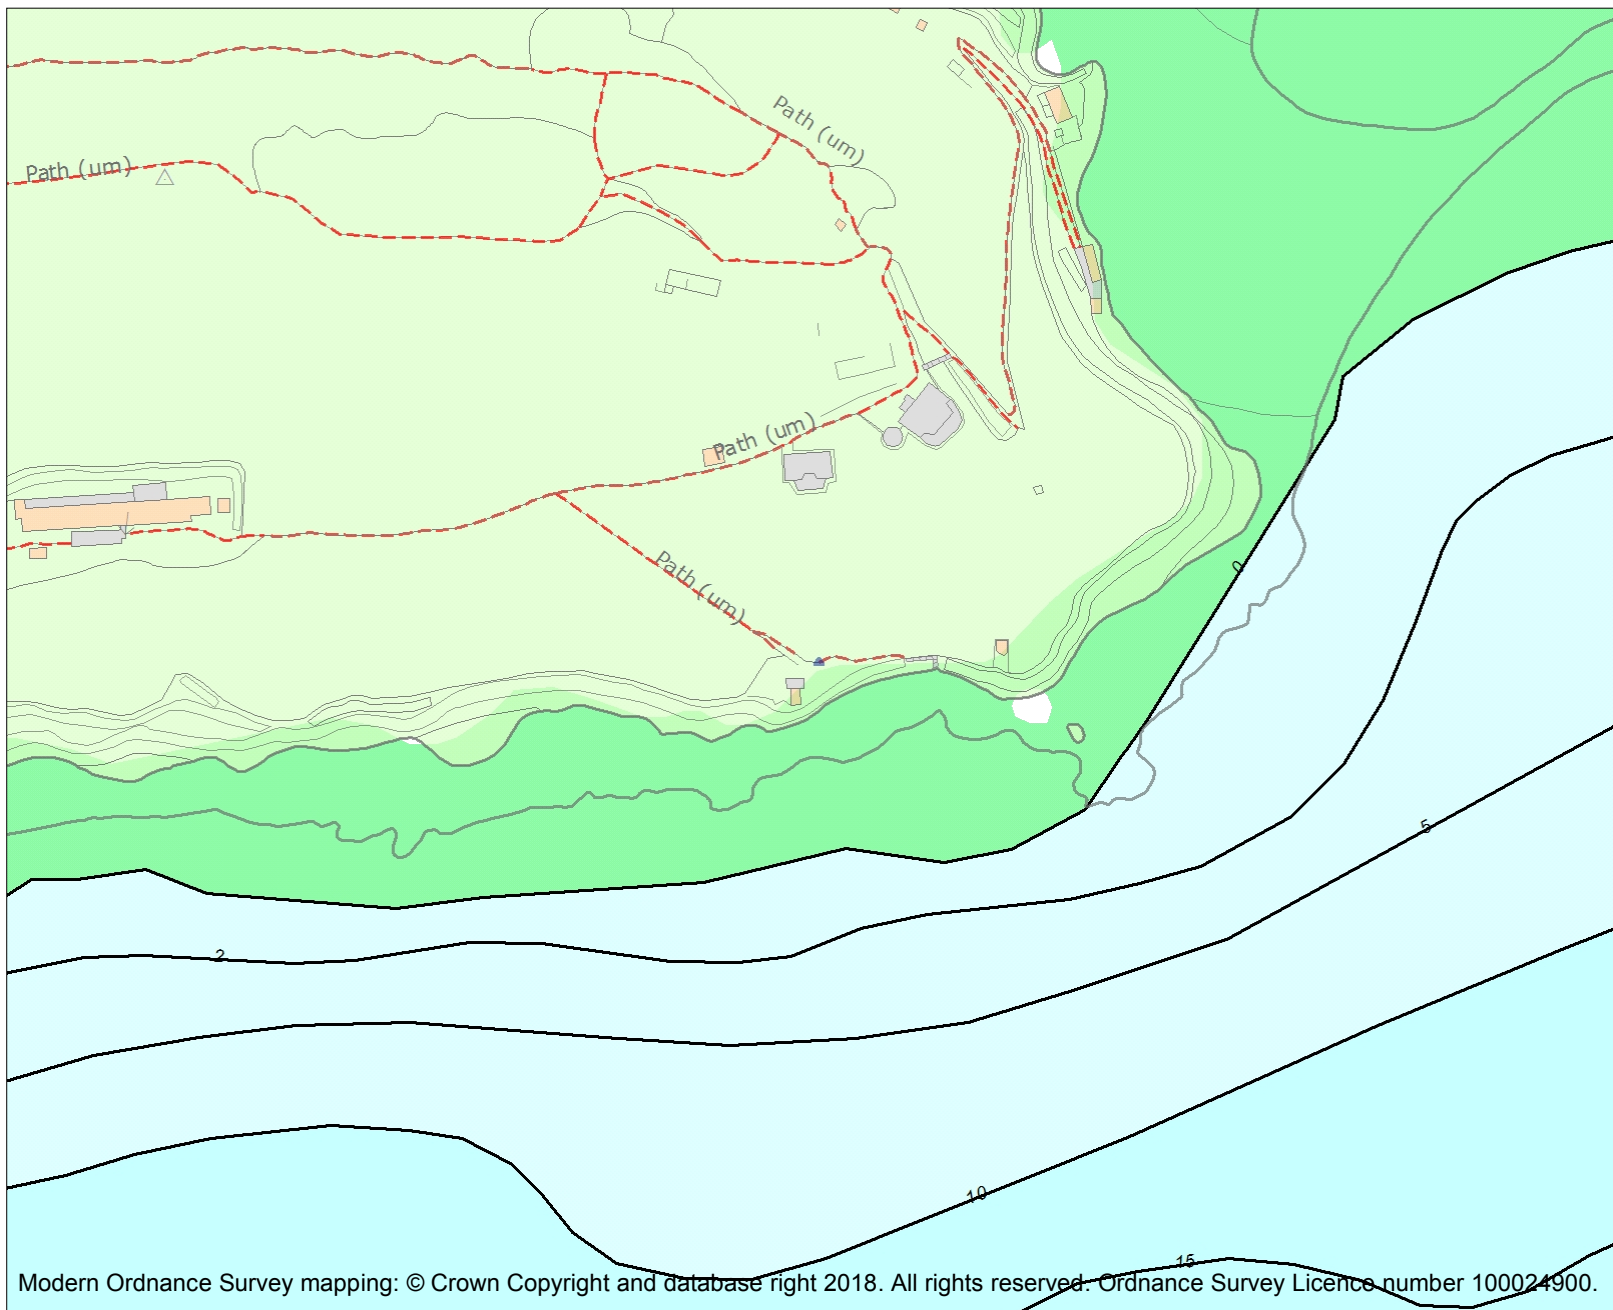 Path (um)
Path (um)
Path (um)
Path (um)
0
5
2
10
15
Modern Ordnance Survey mapping: © Crown Copyright and database right 2018. All rights reserved. Ordnance Survey Licence number 100024900.